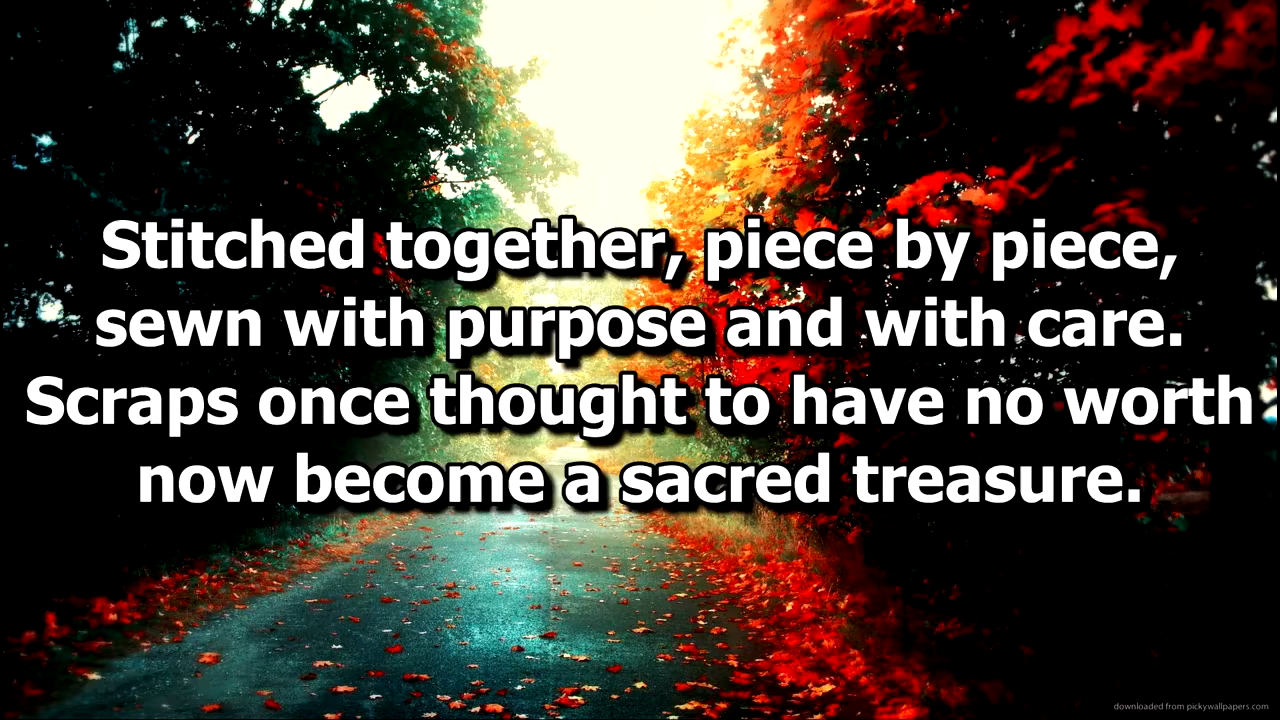 Stitched together, piece by piece,
sewn with purpose and with care.
Scraps once thought to have no worth
now become a sacred treasure.
downloaded from pickywallpapers.com